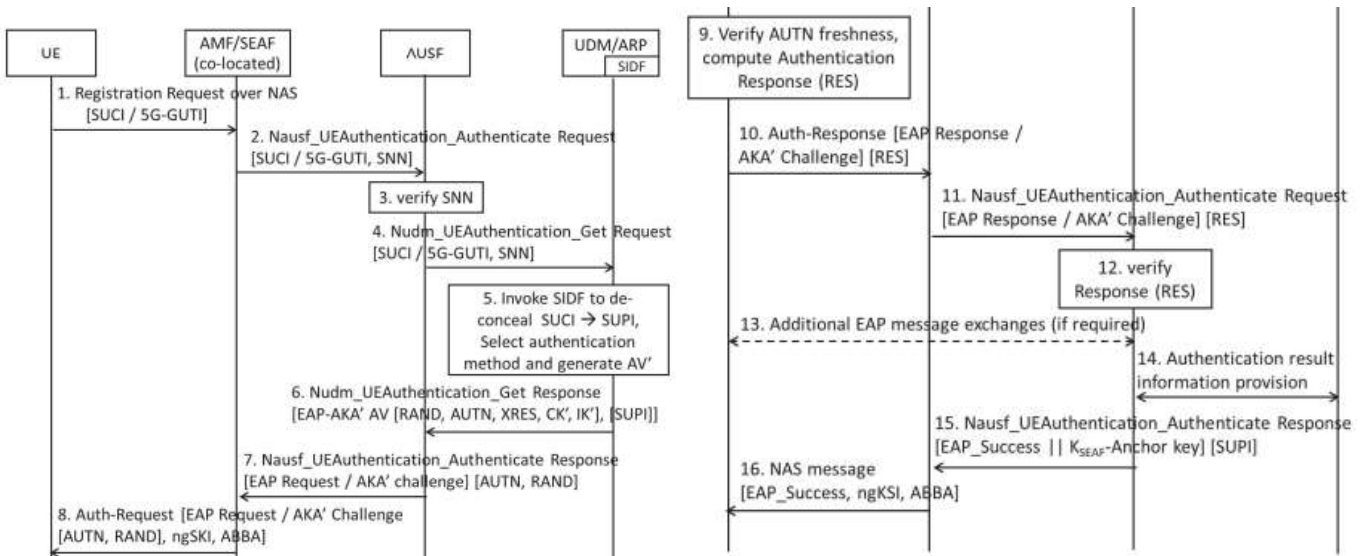 UE
AMF/SEAF
(co-located)
AUSF
UDM/ARP
SIDF
1. Registration Request over NAS
[SUCI / 5G-GUTI]
2. Nausf_UEAuthentication_Authenticate Request
[SUCI / 5G-GUTI, SNN]
3. verify SNN
4. Nudm_UEAuthentication_Get Request
[SUCI / 5G-GUTI, SNN]
5. Invoke SIDF to de-
conceal SUCI → SUPI,
Select authentication
method and generate AV'
6. Nudm_UEAuthentication_Get Response
[EAP-AKA' AV [RAND, AUTN, XRES, CK', IK'], [SUPI]]
7. Nausf_UEAuthentication_Authenticate Response
[EAP Request / AKA' challenge] [AUTN, RAND]
8. Auth-Request [EAP Request / AKA' Challenge
[AUTN, RAND], ngSKI, ABBA]
9. Verify AUTN freshness,
compute Authentication
Response (RES)
10. Auth-Response [EAP Response /
AKA' Challenge] [RES]
11. Nausf_UEAuthentication_Authenticate Request
[EAP Response / AKA' Challenge] [RES]
12. verify
Response (RES)
13. Additional EAP message exchanges (if required)
14. Authentication result
information provision
15. Nausf_UEAuthentication_Authenticate Response
[EAP_Success || KSEAF-Anchor key] [SUPI]
16. NAS message
[EAP_Success, ngKSI, ABBA]